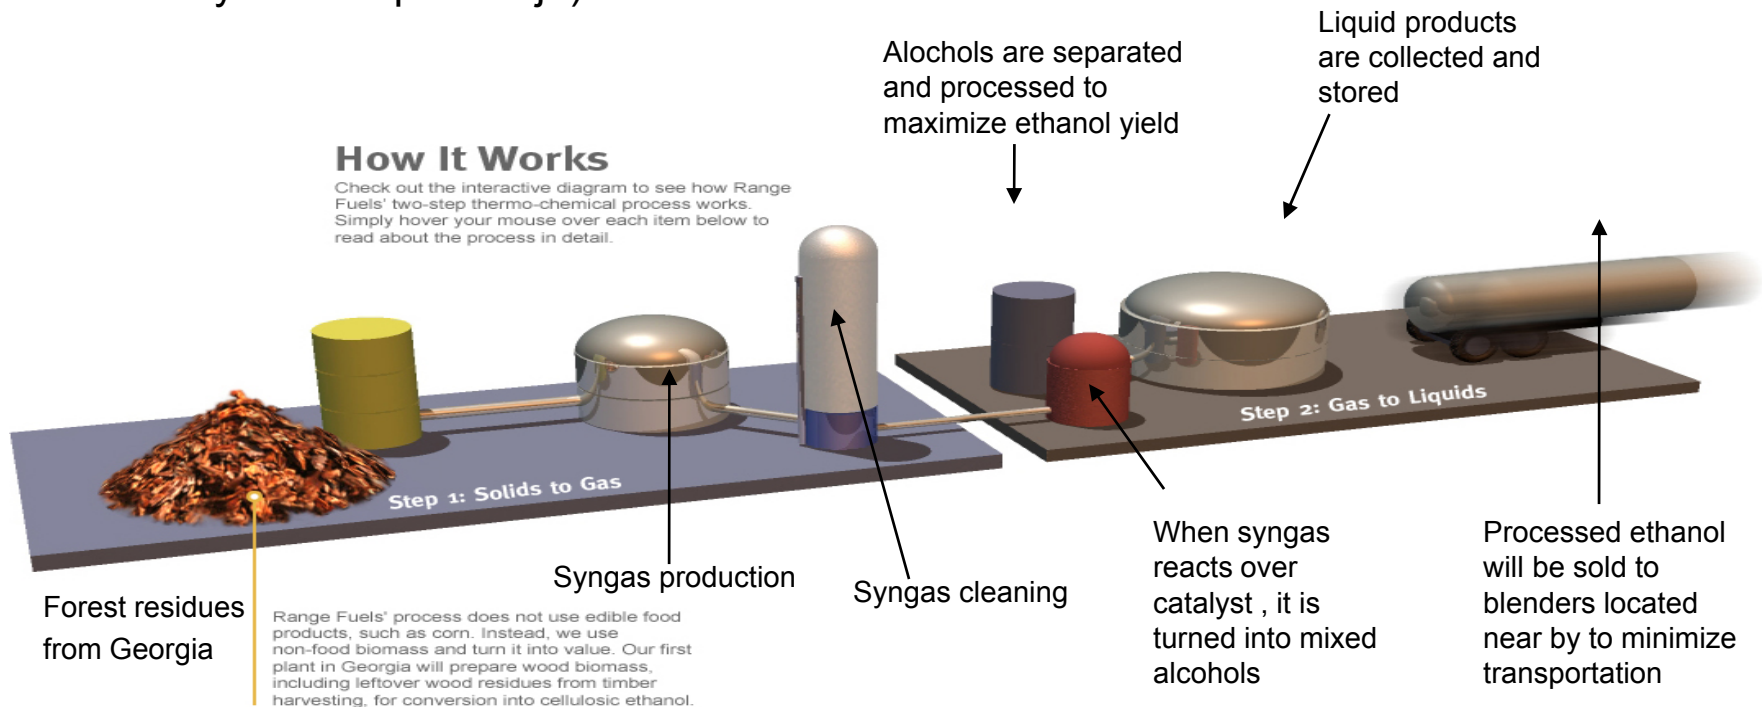 Alochols are separated
and processed to
maximize ethanol yield
Liquid products
are collected and
stored
How It Works
Check out the interactive diagram to see how Range
Fuels' two-step thermo-chemical process works.
Simply hover your mouse over each item below to
read about the process in detail.
Step 1: Solids to Gas
Step 2: Gas to Liquids
Forest residues
from Georgia
Syngas production
Syngas cleaning
When syngas
reacts over
catalyst , it is
turned into mixed
alcohols
Processed ethanol
will be sold to
blenders located
near by to minimize
transportation
Range Fuels' process does not use edible food
products, such as corn. Instead, we use
non-food biomass and turn it into value. Our first
plant in Georgia will prepare wood biomass,
including leftover wood residues from timber
harvesting, for conversion into cellulosic ethanol.